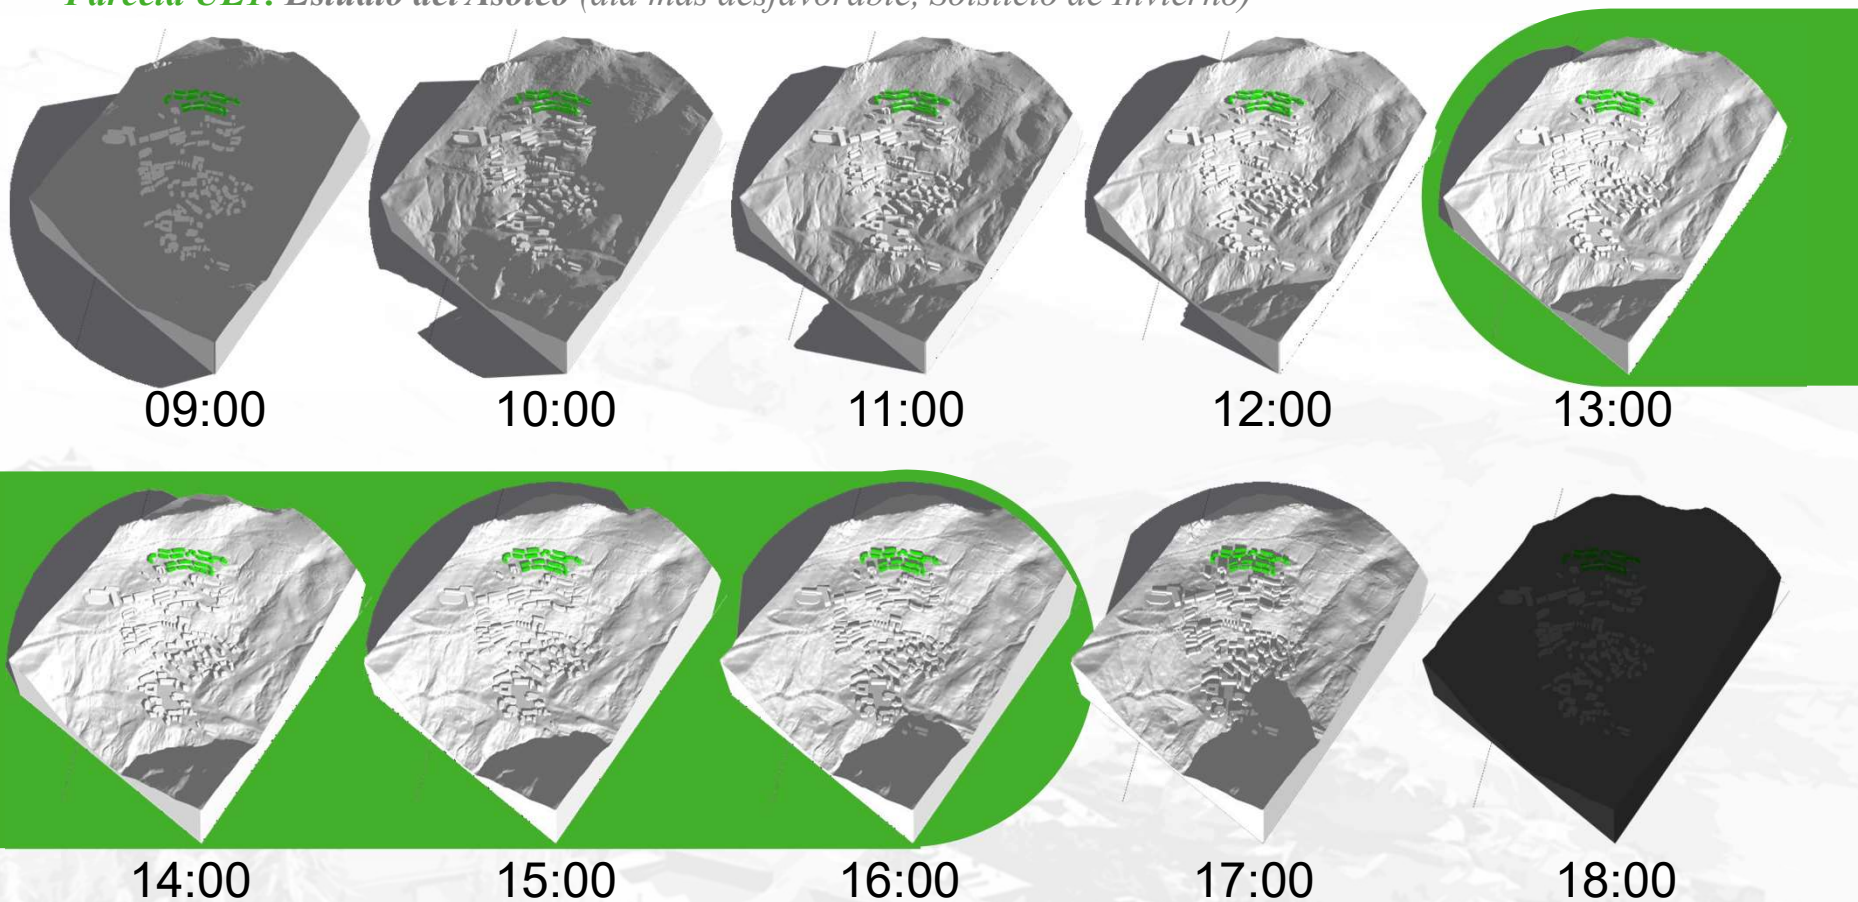 Parcela UE1: Estudio del Asoleo (día más desfavorable, Solsticio de Invierno)
09:00 10:00 11:00 12:00 13:00
14:00 15:00 16:00 17:00 18:00